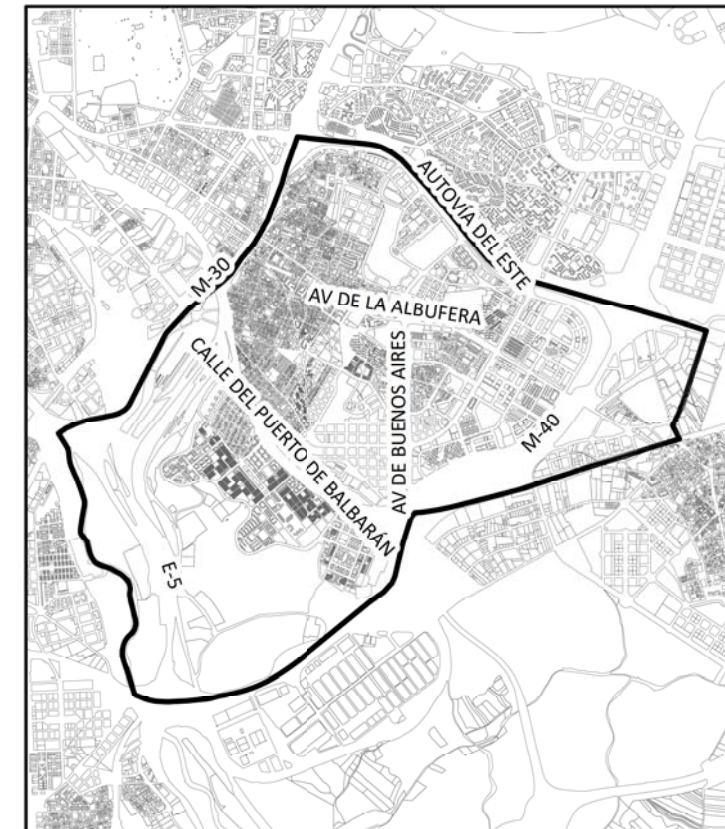 AUTOVÍA DEL ESTE
M-30
AV DE LA ALBUFERA
CALLE DEL PUERTO DE BALBARÁN
AV DE BUENOS AIRES
M-40
E-5